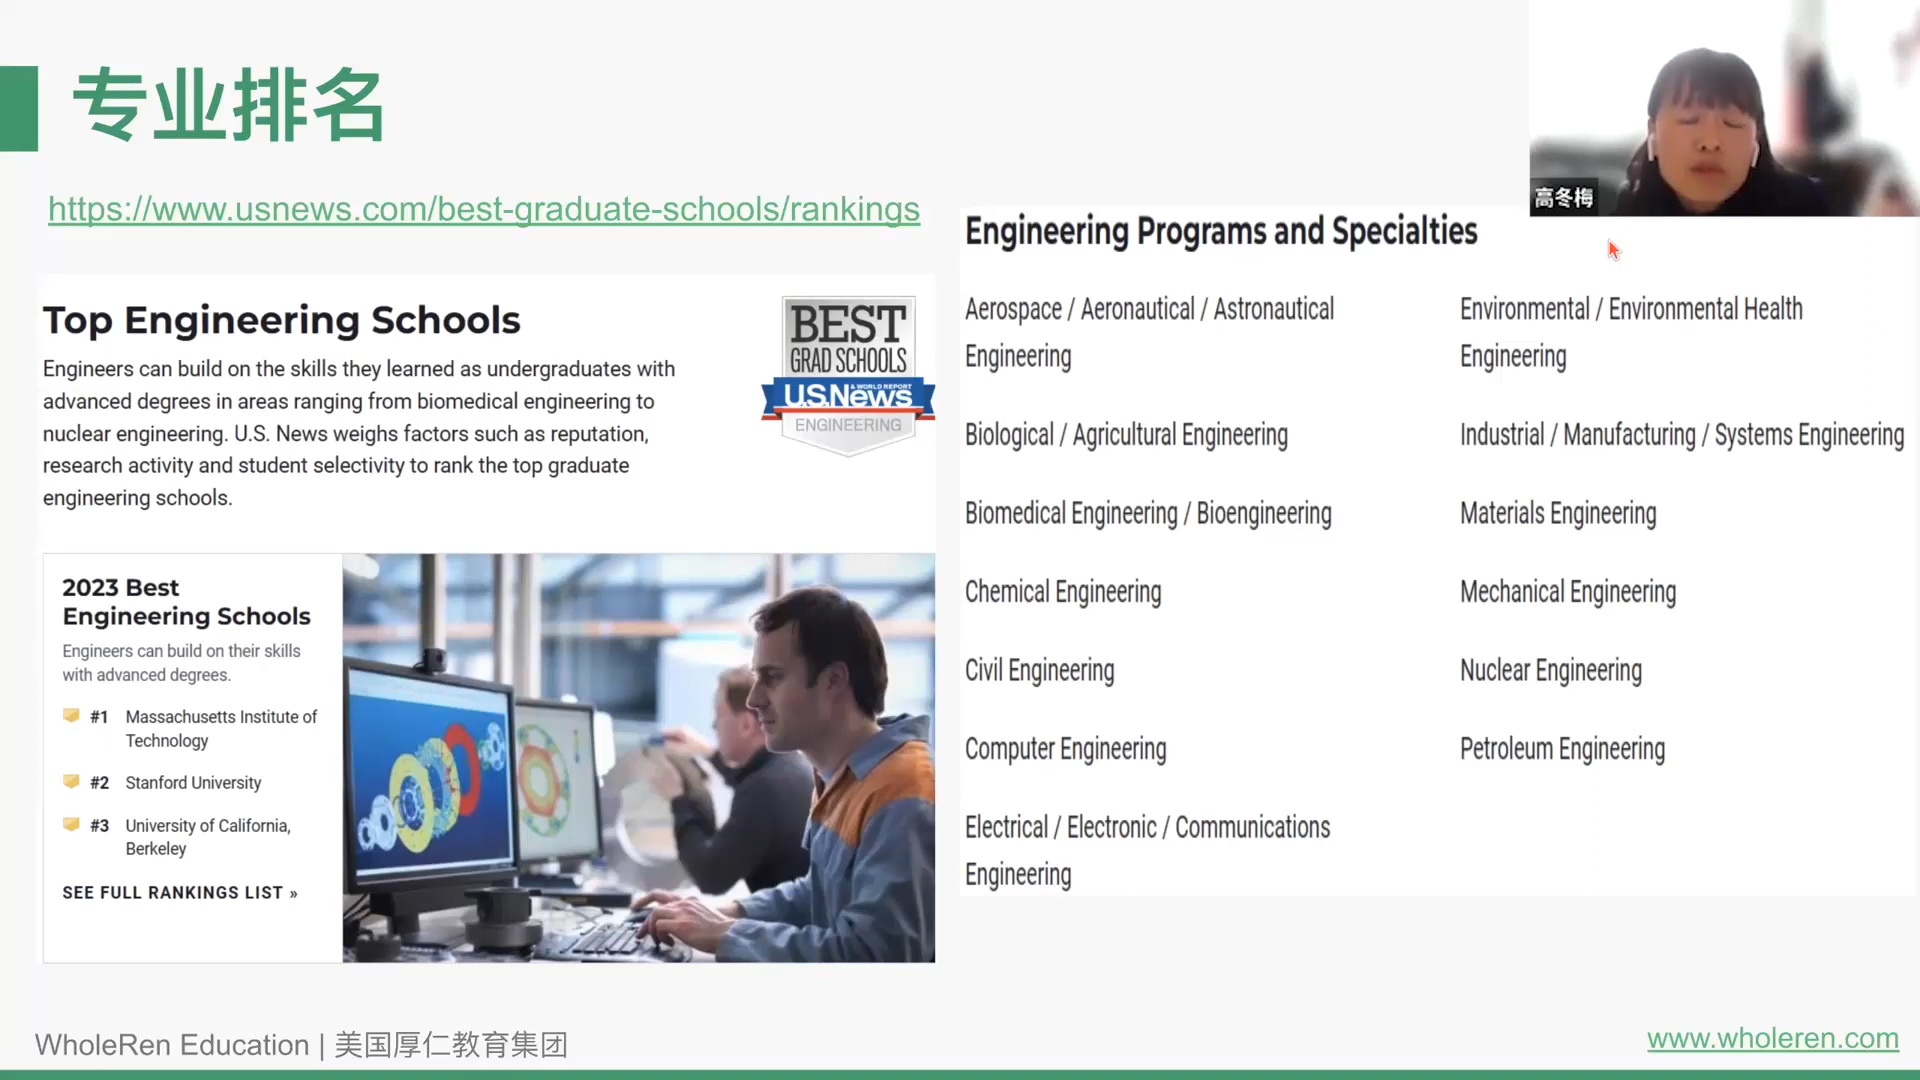 专业排名
https://www.usnews.com/best-graduate-schools/rankings
高冬梅
Top Engineering Schools
Engineers can build on the skills they learned as undergraduates with
advanced degrees in areas ranging from biomedical engineering to
nuclear engineering. U.S. News weighs factors such as reputation,
research activity and student selectivity to rank the top graduate
engineering schools.
BEST
GRAD SCHOOLS
U.S.News & WORLD REPORT
ENGINEERING
2023 Best
Engineering Schools
Engineers can build on their skills
with advanced degrees.
#1 Massachusetts Institute of
Technology
#2 Stanford University
#3 University of California,
Berkeley
SEE FULL RANKINGS LIST »
Engineering Programs and Specialties
Aerospace / Aeronautical / Astronautical
Engineering
Biological / Agricultural Engineering
Biomedical Engineering / Bioengineering
Chemical Engineering
Civil Engineering
Computer Engineering
Electrical / Electronic / Communications
Engineering
Environmental / Environmental Health
Engineering
Industrial / Manufacturing / Systems Engineering
Materials Engineering
Mechanical Engineering
Nuclear Engineering
Petroleum Engineering
WholeRen Education | 美国厚仁教育集团
www.wholeren.com